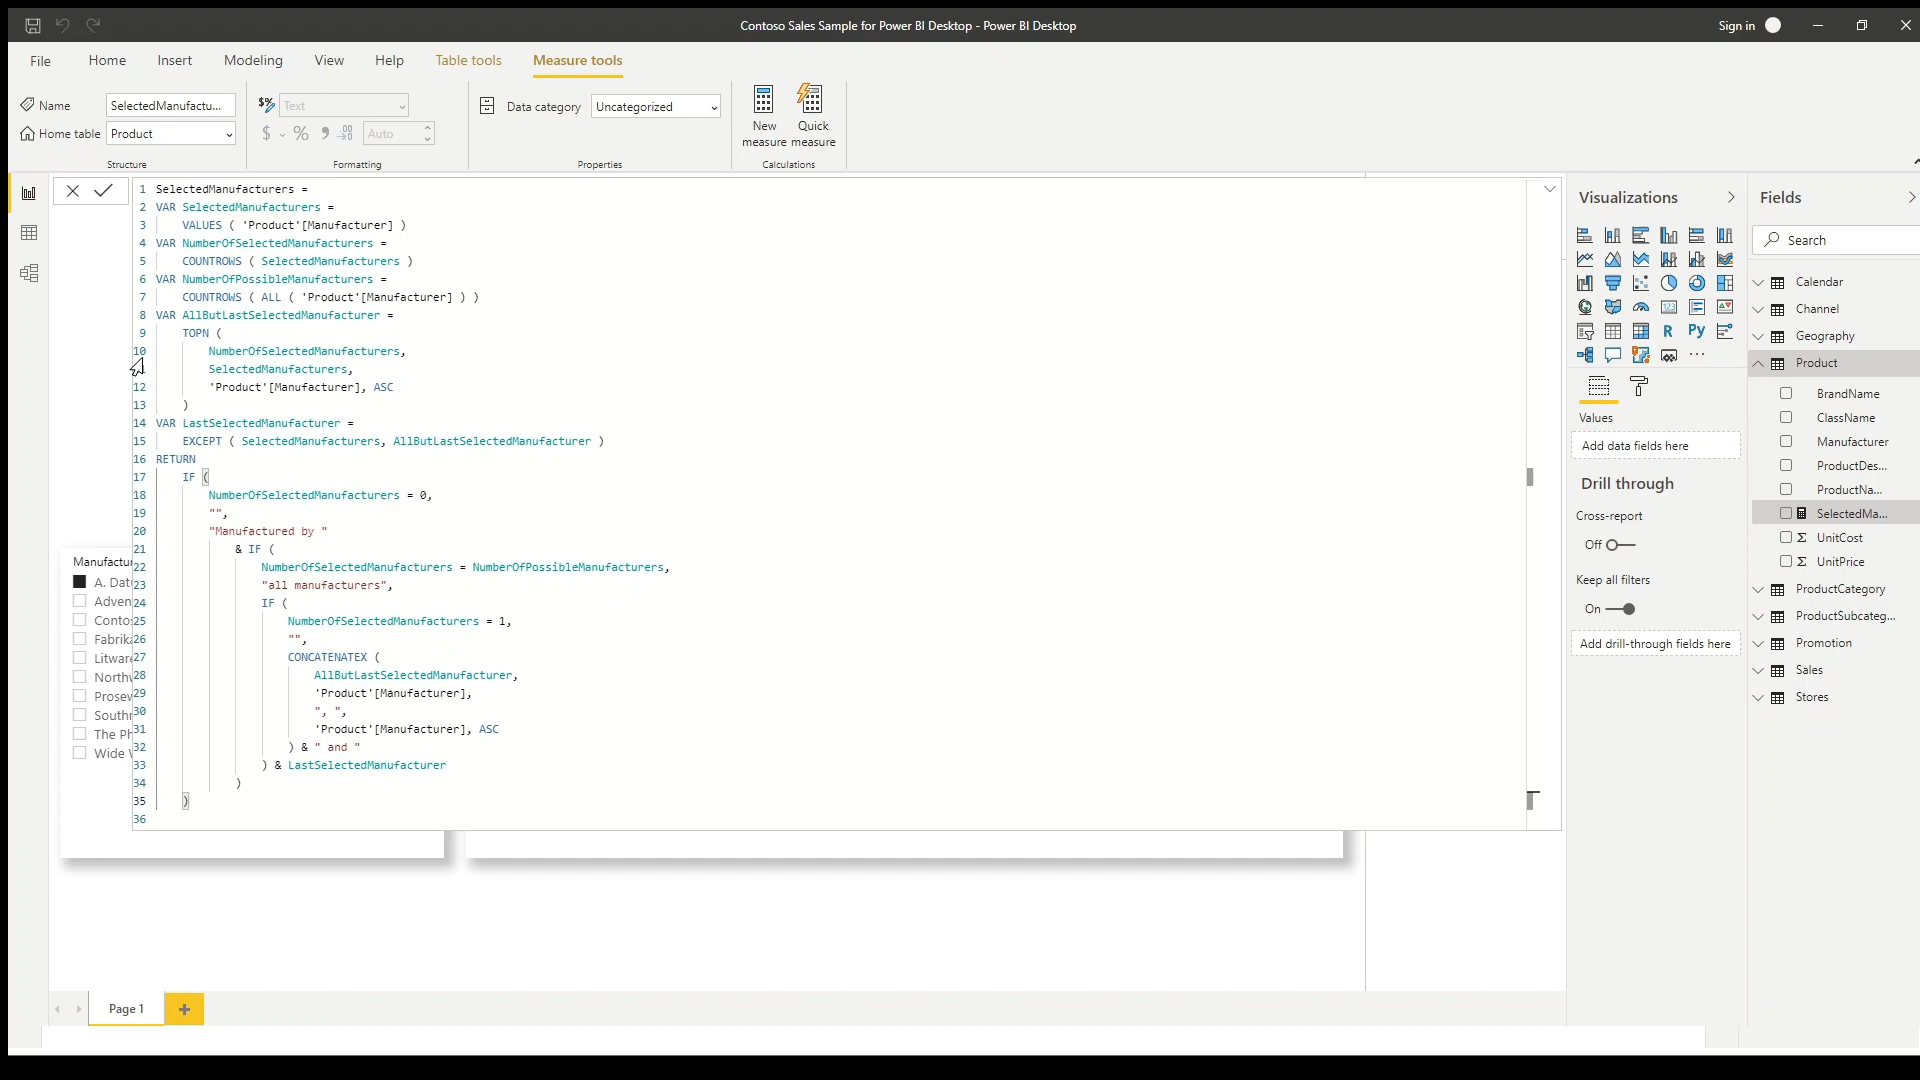 Contoso Sales Sample for Power BI Desktop - Power BI Desktop
Sign in
File Home Insert Modeling View Help Table tools Measure tools
Name SelectedManufactu...
Home table Product
Structure
Text
$ % 9 .00 Auto
Formatting
Data category Uncategorized
Properties
New measure
Quick measure
Calculations
1 SelectedManufacturers =
2 VAR SelectedManufacturers =
3 VALUES ( 'Product'[Manufacturer] )
4 VAR NumberOfSelectedManufacturers =
5 COUNTROWS ( SelectedManufacturers )
6 VAR NumberOfPossibleManufacturers =
7 COUNTROWS ( ALL ( 'Product'[Manufacturer] ) )
8 VAR AllButLastSelectedManufacturer =
9 TOPN (
10 NumberOfSelectedManufacturers,
SelectedManufacturers,
12 'Product'[Manufacturer], ASC
13 )
14 VAR LastSelectedManufacturer =
15 EXCEPT ( SelectedManufacturers, AllButLastSelectedManufacturer )
16 RETURN
17 IF (
18 NumberOfSelectedManufacturers = 0,
19 "",
20 "Manufactured by "
21 & IF (
22 NumberOfSelectedManufacturers = NumberOfPossibleManufacturers,
23 "all manufacturers",
24 IF (
25 NumberOfSelectedManufacturers = 1,
26 "",
27 CONCATENATEX (
28 AllButLastSelectedManufacturer,
29 'Product'[Manufacturer],
30 ", ",
31 'Product'[Manufacturer], ASC
32 ) & " and "
33 ) & LastSelectedManufacturer
34 )
35 )
36
Manufactur
A. Dat
Adven
Conto
Fabrik
Litwar
North
Prosew
South
The Ph
Wide
Page 1
+
Visualizations
R Py
...
Values
Add data fields here
Drill through
Cross-report
Off
Keep all filters
On
Add drill-through fields here
Fields
Search
Calendar
Channel
Geography
Product
BrandName
ClassName
Manufacturer
ProductDes...
ProductNa...
SelectedMa...
Σ UnitCost
Σ UnitPrice
ProductCategory
ProductSubcateg...
Promotion
Sales
Stores